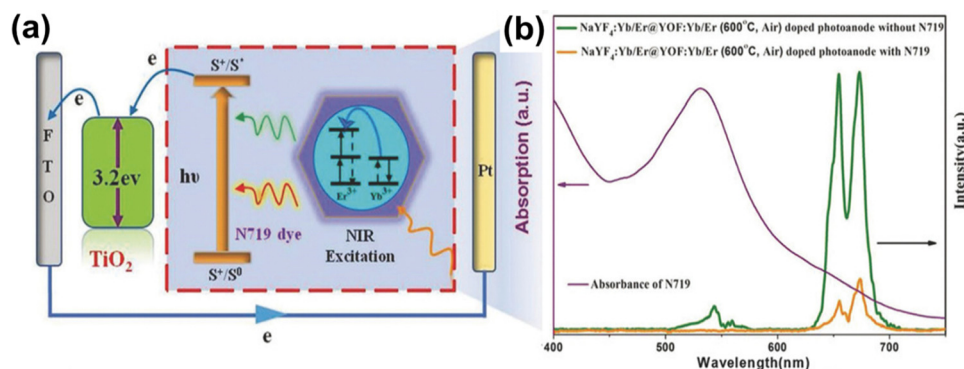 (a)
e
S⁺/S*
e
F
T
O
3.2ev
TiO₂
hυ
N719 dye
S⁺/S⁰
Er³⁺
Yb³⁺
NIR
Excitation
Pt
e
(b)
NaYF₄:Yb/Er@YOF:Yb/Er (600°C, Air) doped photoanode without N719
NaYF₄:Yb/Er@YOF:Yb/Er (600°C, Air) doped photoanode with N719
Absorption (a.u.)
Intensity(a.u.)
Absorbance of N719
400
500
600
700
Wavelength(nm)